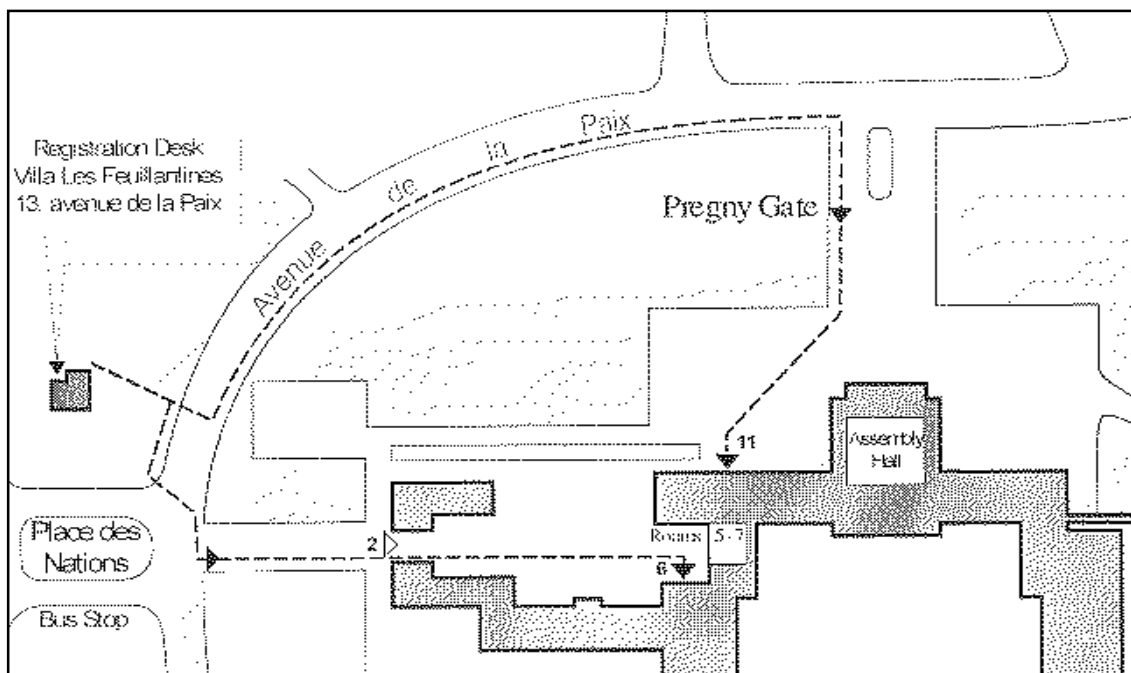 Registration Desk
Villa Les Feuillantines
13, avenue de la Paix
Avenue de la Paix
Pregny Gate
11
Assembly
Hall
Place des
Nations
2
Rooms 5-7
6
Bus Stop